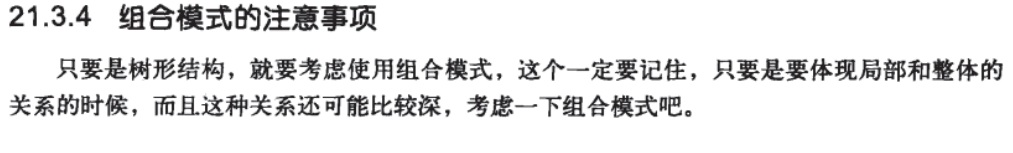 21.3.4 组合模式的注意事项
只要是树形结构，就要考虑使用组合模式，这个一定要记住，只要是要体现局部和整体的
关系的时候，而且这种关系还可能比较深，考虑一下组合模式吧。